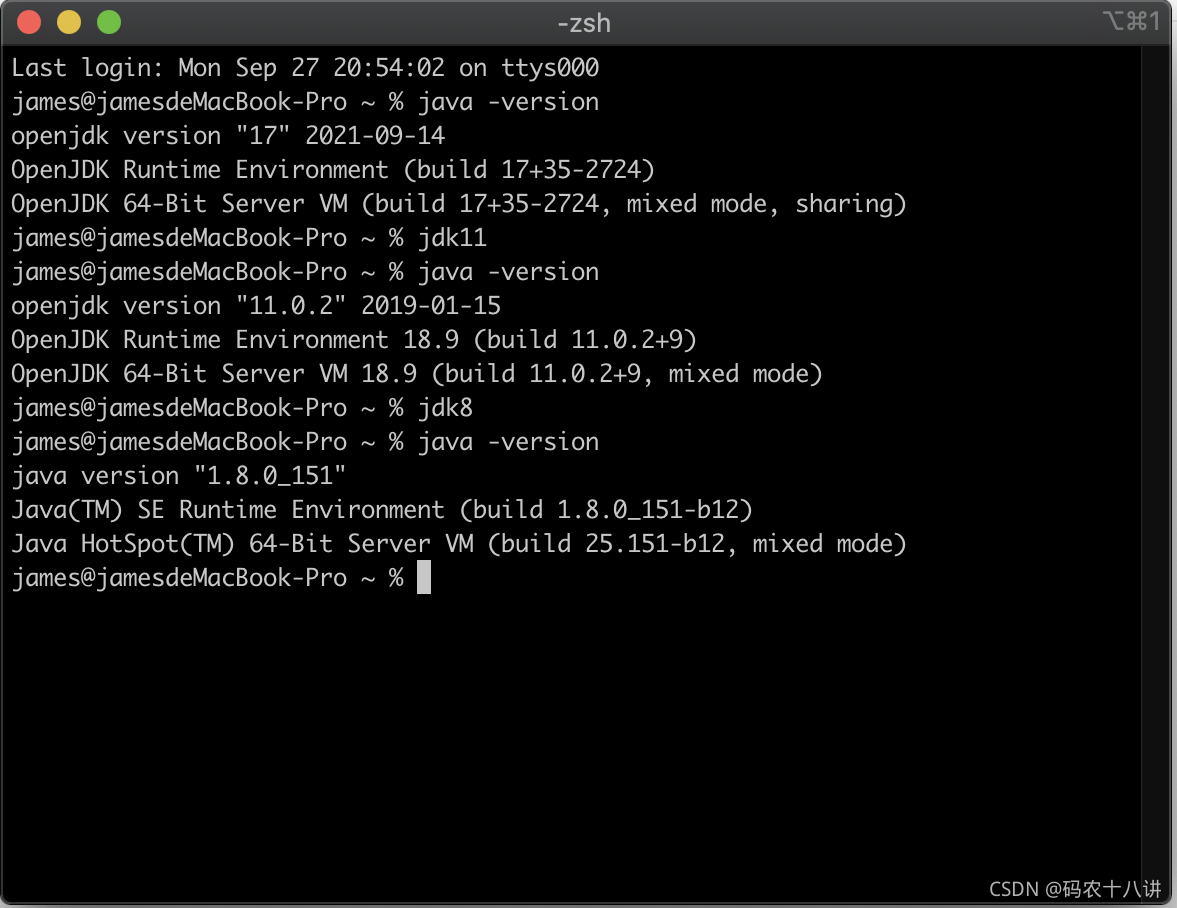 -zsh
⌥⌘1
Last login: Mon Sep 27 20:54:02 on ttys000
james@jamesdeMacBook-Pro ~ % java -version
openjdk version "17" 2021-09-14
OpenJDK Runtime Environment (build 17+35-2724)
OpenJDK 64-Bit Server VM (build 17+35-2724, mixed mode, sharing)
james@jamesdeMacBook-Pro ~ % jdk11
james@jamesdeMacBook-Pro ~ % java -version
openjdk version "11.0.2" 2019-01-15
OpenJDK Runtime Environment 18.9 (build 11.0.2+9)
OpenJDK 64-Bit Server VM 18.9 (build 11.0.2+9, mixed mode)
james@jamesdeMacBook-Pro ~ % jdk8
james@jamesdeMacBook-Pro ~ % java -version
java version "1.8.0_151"
Java(TM) SE Runtime Environment (build 1.8.0_151-b12)
Java HotSpot(TM) 64-Bit Server VM (build 25.151-b12, mixed mode)
james@jamesdeMacBook-Pro ~ %
CSDN @码农十八讲